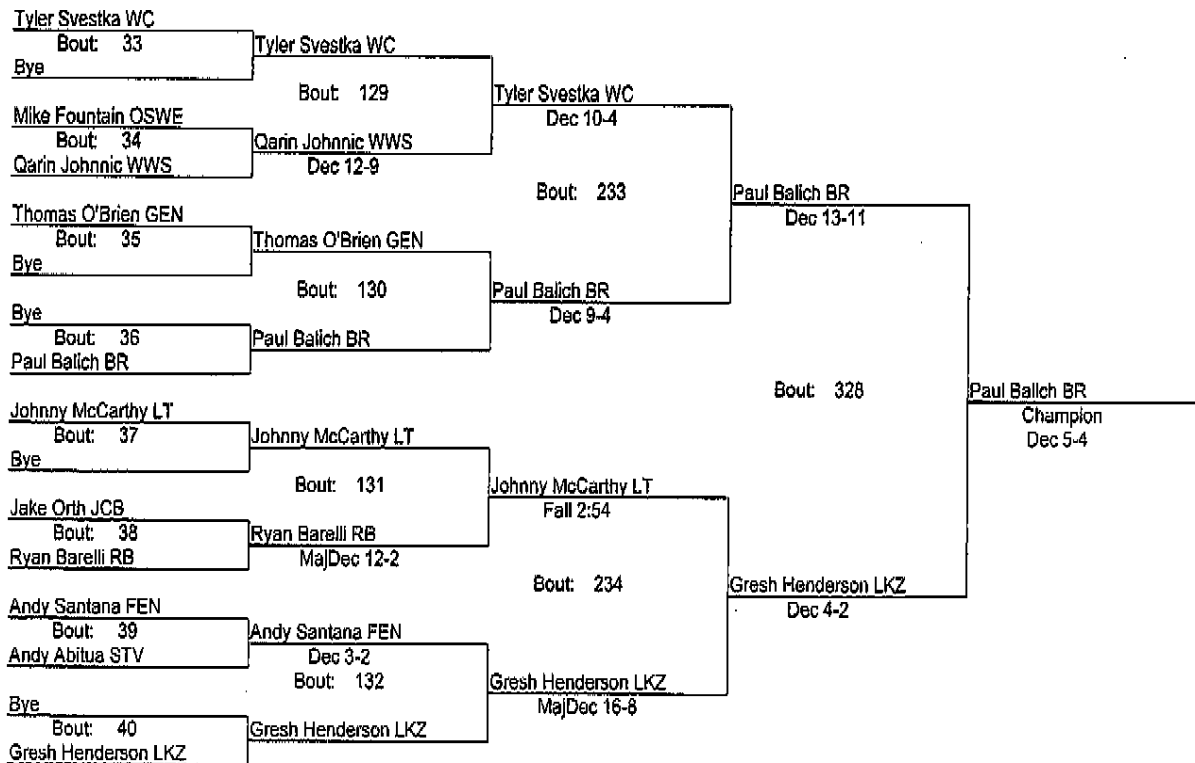 Tyler Svestka WC
Bout: 33
Bye
Tyler Svestka WC
Bout: 129
Mike Fountain OSWE
Bout: 34
Qarin Johnnic WWS
Qarin Johnnic WWS
Dec 12-9
Tyler Svestka WC
Dec 10-4
Bout: 233
Thomas O'Brien GEN
Bout: 35
Bye
Thomas O'Brien GEN
Bout: 130
Bye
Bout: 36
Paul Balich BR
Paul Balich BR
Paul Balich BR
Dec 9-4
Paul Balich BR
Dec 13-11
Bout: 328
Johnny McCarthy LT
Bout: 37
Bye
Johnny McCarthy LT
Bout: 131
Jake Orth JCB
Bout: 38
Ryan Barelli RB
Ryan Barelli RB
MajDec 12-2
Johnny McCarthy LT
Fall 2:54
Bout: 234
Andy Santana FEN
Bout: 39
Andy Abitua STV
Andy Santana FEN
Dec 3-2
Bout: 132
Bye
Bout: 40
Gresh Henderson LKZ
Gresh Henderson LKZ
Gresh Henderson LKZ
MajDec 16-8
Gresh Henderson LKZ
Dec 4-2
Paul Balich BR
Champion
Dec 5-4